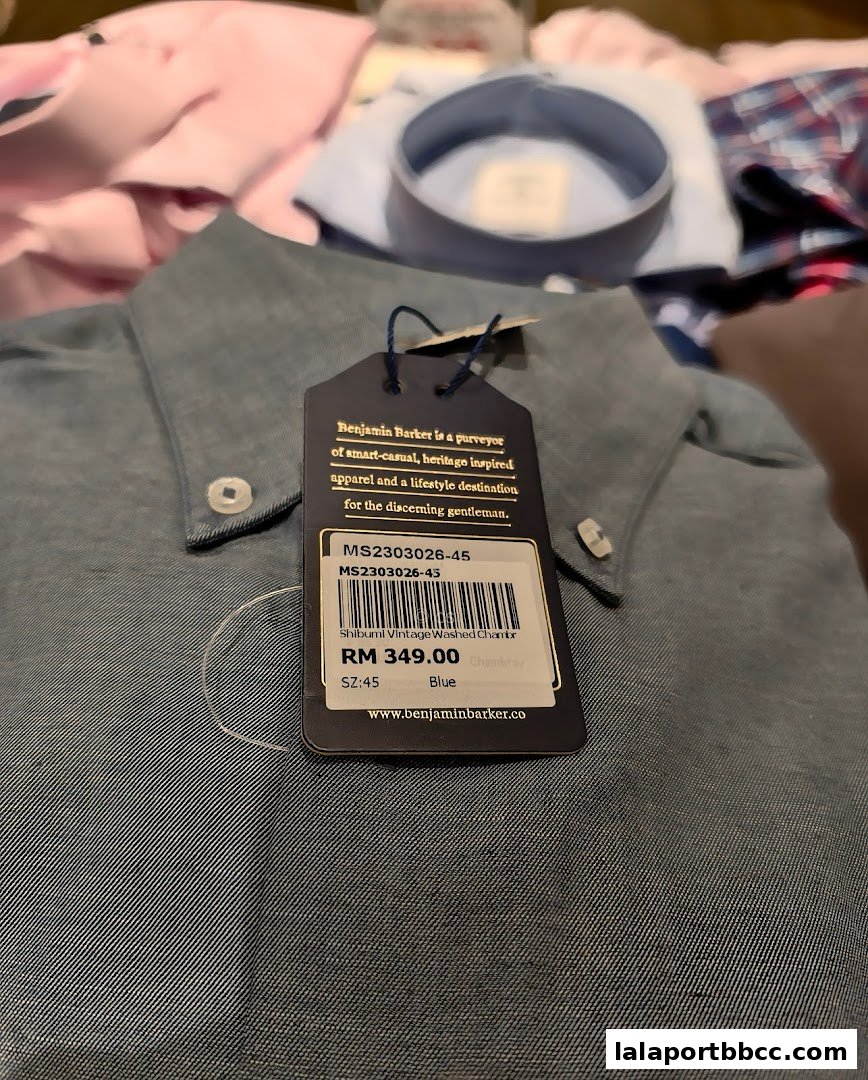 Benjamin Barker is a purveyor
of smart-casual, heritage inspired
apparel and a lifestyle destination
for the discerning gentleman.
MS2303026-45
MS2303026-45
Shibumi Vintage Washed Chambr
RM 349.00
Chambray
SZ:45 Blue
www.benjaminbarker.co
lalaportbbcc.com